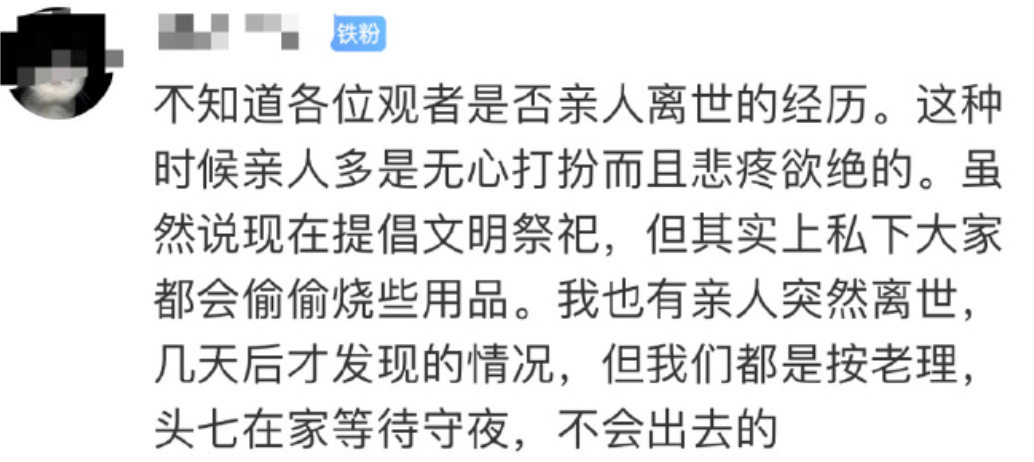 铁粉
不知道各位观者是否亲人离世的经历。这种
时候亲人多是无心打扮而且悲疼欲绝的。虽
然说现在提倡文明祭祀，但其实上私下大家
都会偷偷烧些用品。我也有亲人突然离世，
几天后才发现的情况，但我们都是按老理，
头七在家等待守夜，不会出去的